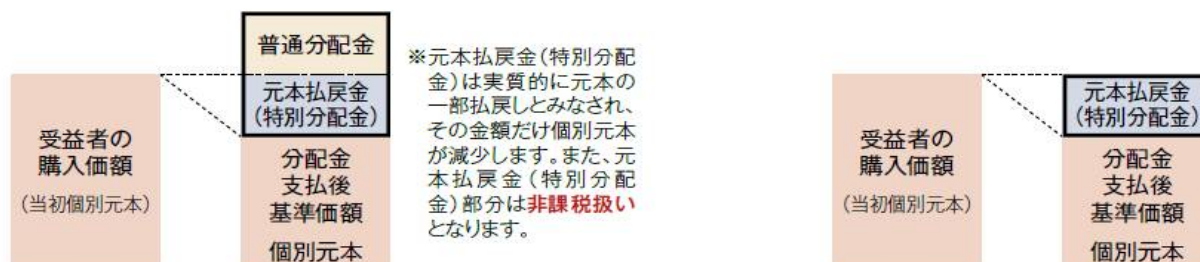 普通分配金
元本払戻金
(特別分配金)
受益者の
購入価額
(当初個別元本)
分配金
支払後
基準価額
個別元本
※元本払戻金(特別分配
金)は実質的に元本の
一部払戻しとみなされ、
その金額だけ個別元本
が減少します。また、元
本払戻金(特別分配
金)部分は非課税扱い
となります。
受益者の
購入価額
(当初個別元本)
元本払戻金
(特別分配金)
分配金
支払後
基準価額
個別元本